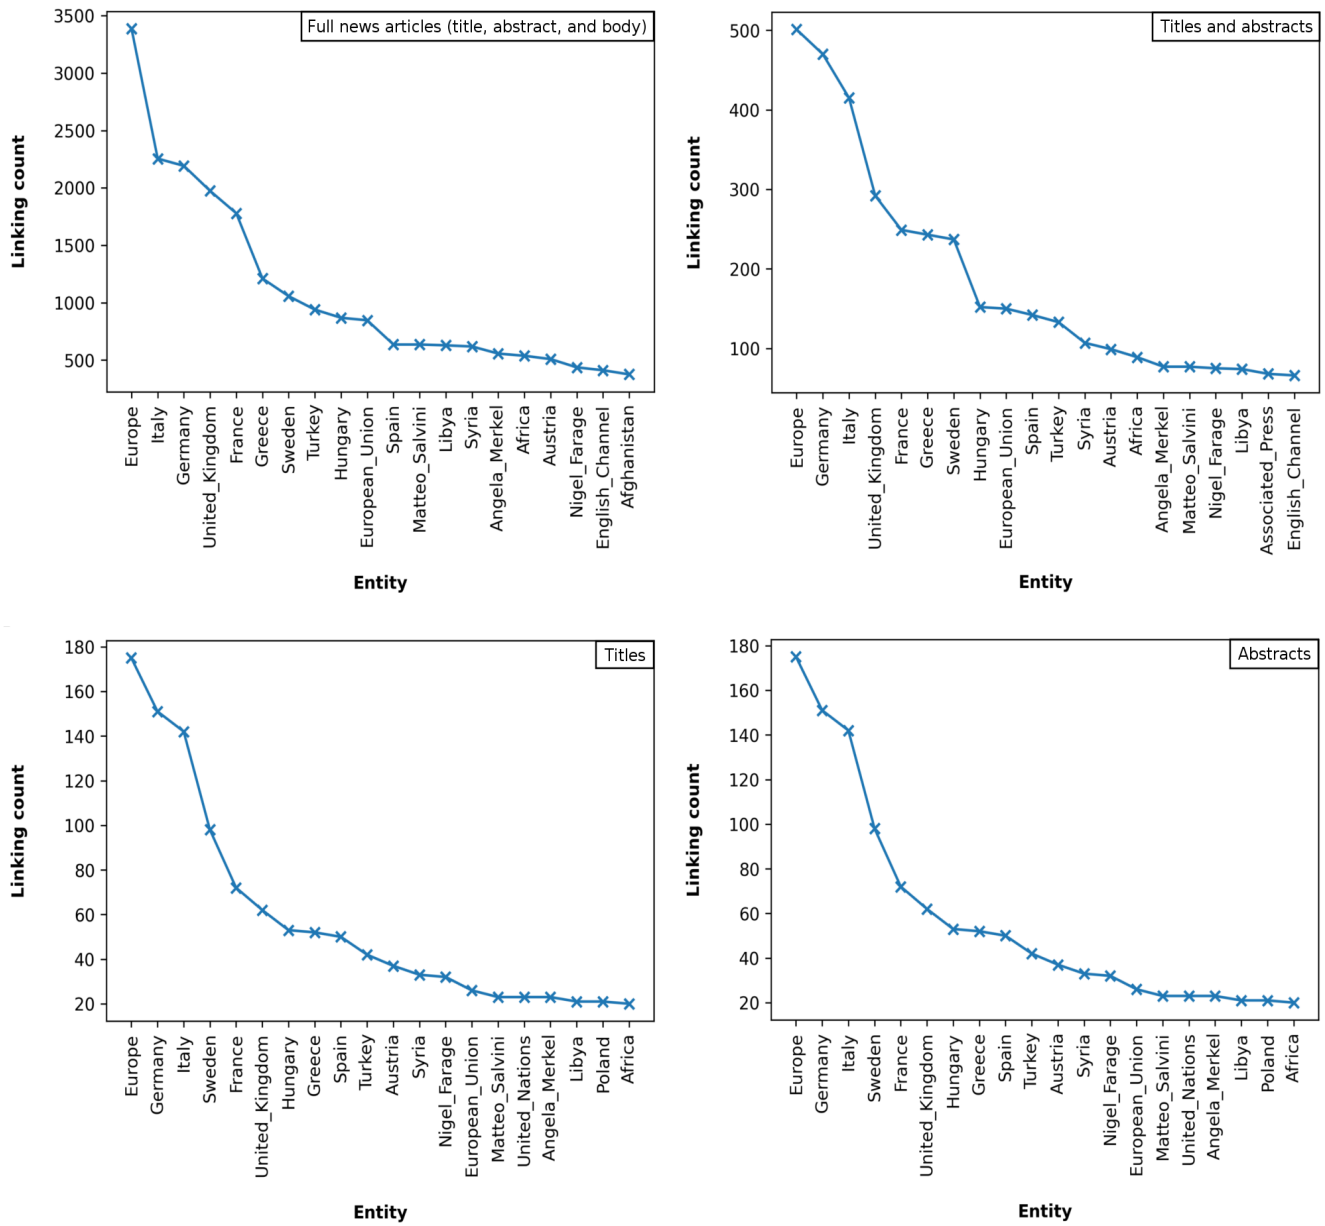 Full news articles (title, abstract, and body)
3500
3000
2500
2000
1500
1000
500
Linking count
Europe
Italy
Germany
United_Kingdom
France
Greece
Sweden
Turkey
Hungary
European_Union
Spain
Matteo_Salvini
Libya
Syria
Angela_Merkel
Africa
Austria
Nigel_Farage
English_Channel
Afghanistan
Entity
Titles and abstracts
500
400
300
200
100
Linking count
Europe
Germany
Italy
United_Kingdom
France
Greece
Sweden
Hungary
European_Union
Spain
Turkey
Syria
Austria
Africa
Angela_Merkel
Matteo_Salvini
Nigel_Farage
Libya
Associated_Press
English_Channel
Entity
Titles
180
160
140
120
100
80
60
40
20
Linking count
Europe
Germany
Italy
Sweden
France
United_Kingdom
Hungary
Greece
Spain
Turkey
Austria
Syria
Nigel_Farage
European_Union
Matteo_Salvini
United_Nations
Angela_Merkel
Libya
Poland
Africa
Entity
Abstracts
180
160
140
120
100
80
60
40
20
Linking count
Europe
Germany
Italy
Sweden
France
United_Kingdom
Hungary
Greece
Spain
Turkey
Austria
Syria
Nigel_Farage
European_Union
Matteo_Salvini
United_Nations
Angela_Merkel
Libya
Poland
Africa
Entity